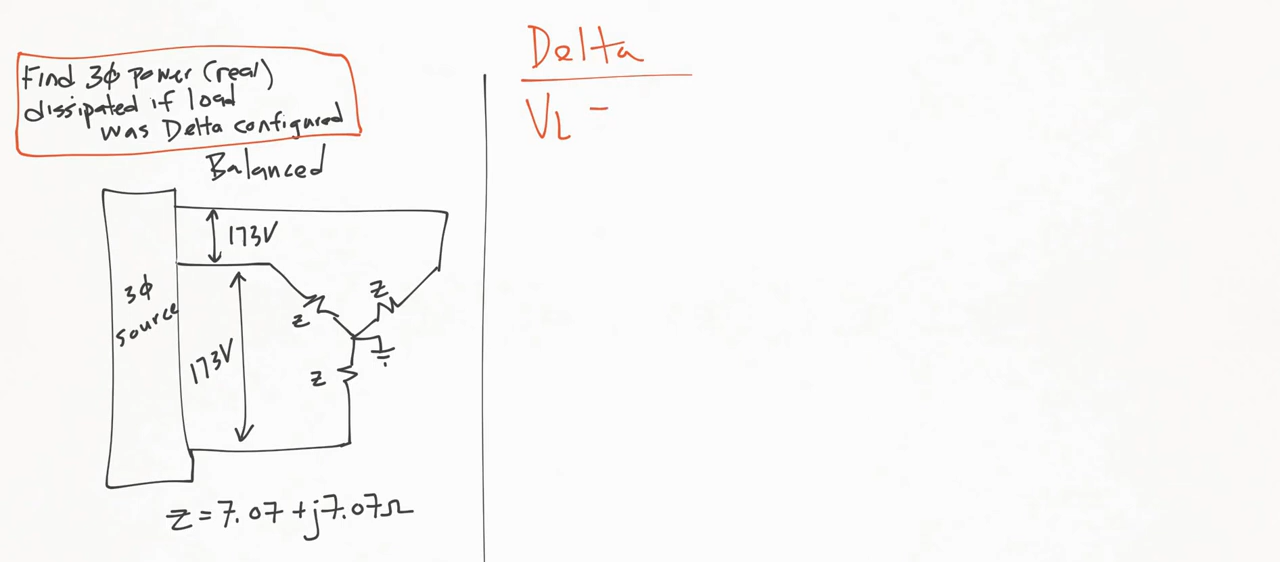 Find 3ϕ power (real)
dissipated if load
was Delta configured
Balanced
173V
3ϕ
source
173V
Z
Z
Z
Z = 7.07 + j7.07Ω
Delta
VL =